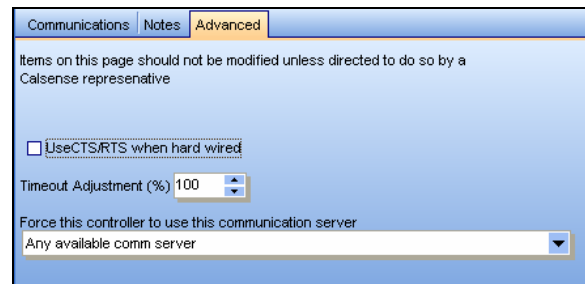 Communications Notes Advanced
Items on this page should not be modified unless directed to do so by a
Calsense represenative
UseCTS/RTS when hard wired
Timeout Adjustment (%) 100
Force this controller to use this communication server
Any available comm server